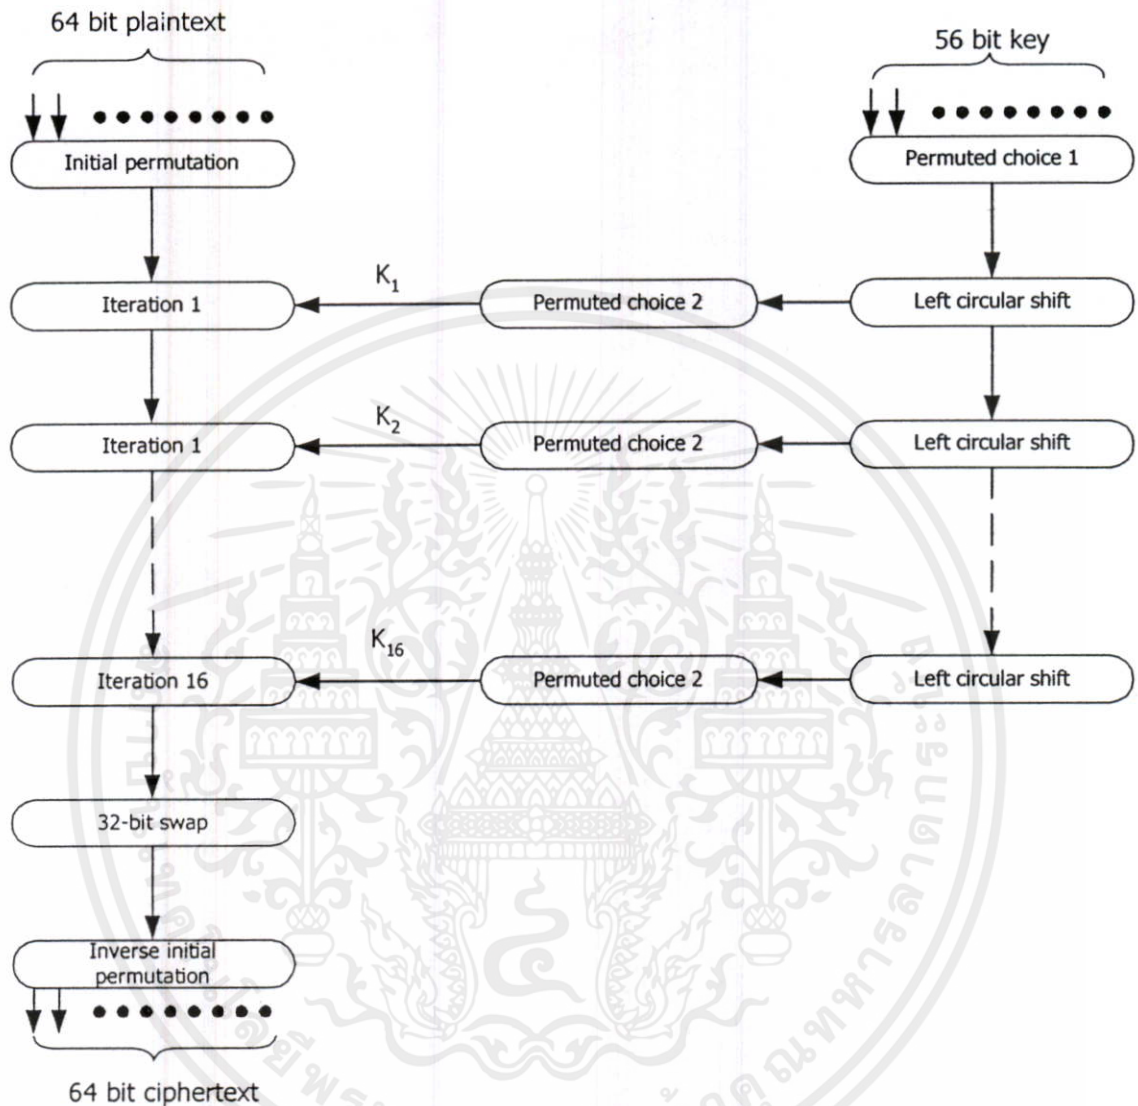 64 bit plaintext
56 bit key
Initial permutation
Permuted choice 1
K1
Iteration 1
Permuted choice 2
Left circular shift
K2
Iteration 1
Permuted choice 2
Left circular shift
K16
Iteration 16
Permuted choice 2
Left circular shift
32-bit swap
Inverse initial
permutation
64 bit ciphertext